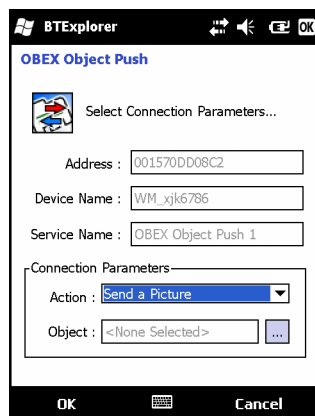 BTExplorer OK
OBEX Object Push
Select Connection Parameters...
Address : 001570DD08C2
Device Name : WM_xjk6786
Service Name : OBEX Object Push 1
Connection Parameters
Action : Send a Picture
Object : <None Selected> ...
OK Cancel